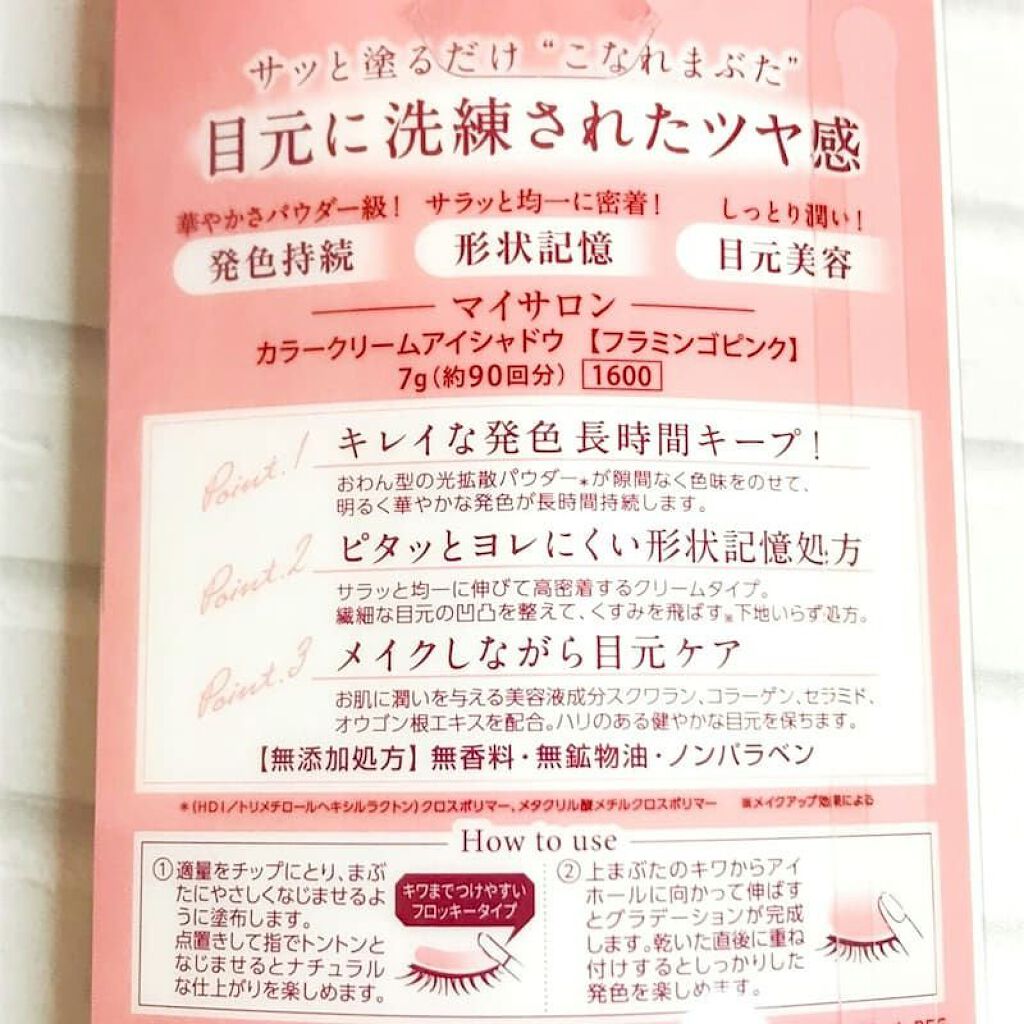 サッと塗るだけ“こなれまぶた”
目元に洗練されたツヤ感
華やかさパウダー級!
発色持続
サラッと均一に密着!
形状記憶
しっとり潤い!
目元美容
マイサロン
カラークリームアイシャドウ【フラミンゴピンク】
7g(約90回分) 1600
Point.1 キレイな発色 長時間キープ!
おわん型の光拡散パウダー*が隙間なく色味をのせて、
明るく華やかな発色が長時間持続します。
Point.2 ピタッとヨレにくい形状記憶処方
サラッと均一に伸びて高密着するクリームタイプ。
繊細な目元の凹凸を整えて、くすみを飛ばす※下地いらず処方。
Point.3 メイクしながら目元ケア
お肌に潤いを与える美容液成分スクワラン、コラーゲン、セラミド、
オウゴン根エキスを配合。ハリのある健やかな目元を保ちます。
【無添加処方】無香料・無鉱物油・ノンパラベン
*(HDI/トリメチロールヘキシルラクトン)クロスポリマー、メタクリル酸メチルクロスポリマー ※メイクアップ効果による
How to use
①適量をチップにとり、まぶ
たにやさしくなじませるよ
うに塗布します。
点置きして指でトントンと
なじませるとナチュラル
な仕上がりを楽しめます。
キワまでつけやすい
フロッキータイプ
②上まぶたのキワからアイ
ホールに向かって伸ばす
とグラデーションが完成
します。乾いた直後に重ね
付けするとしっかりした
発色を楽しめます。